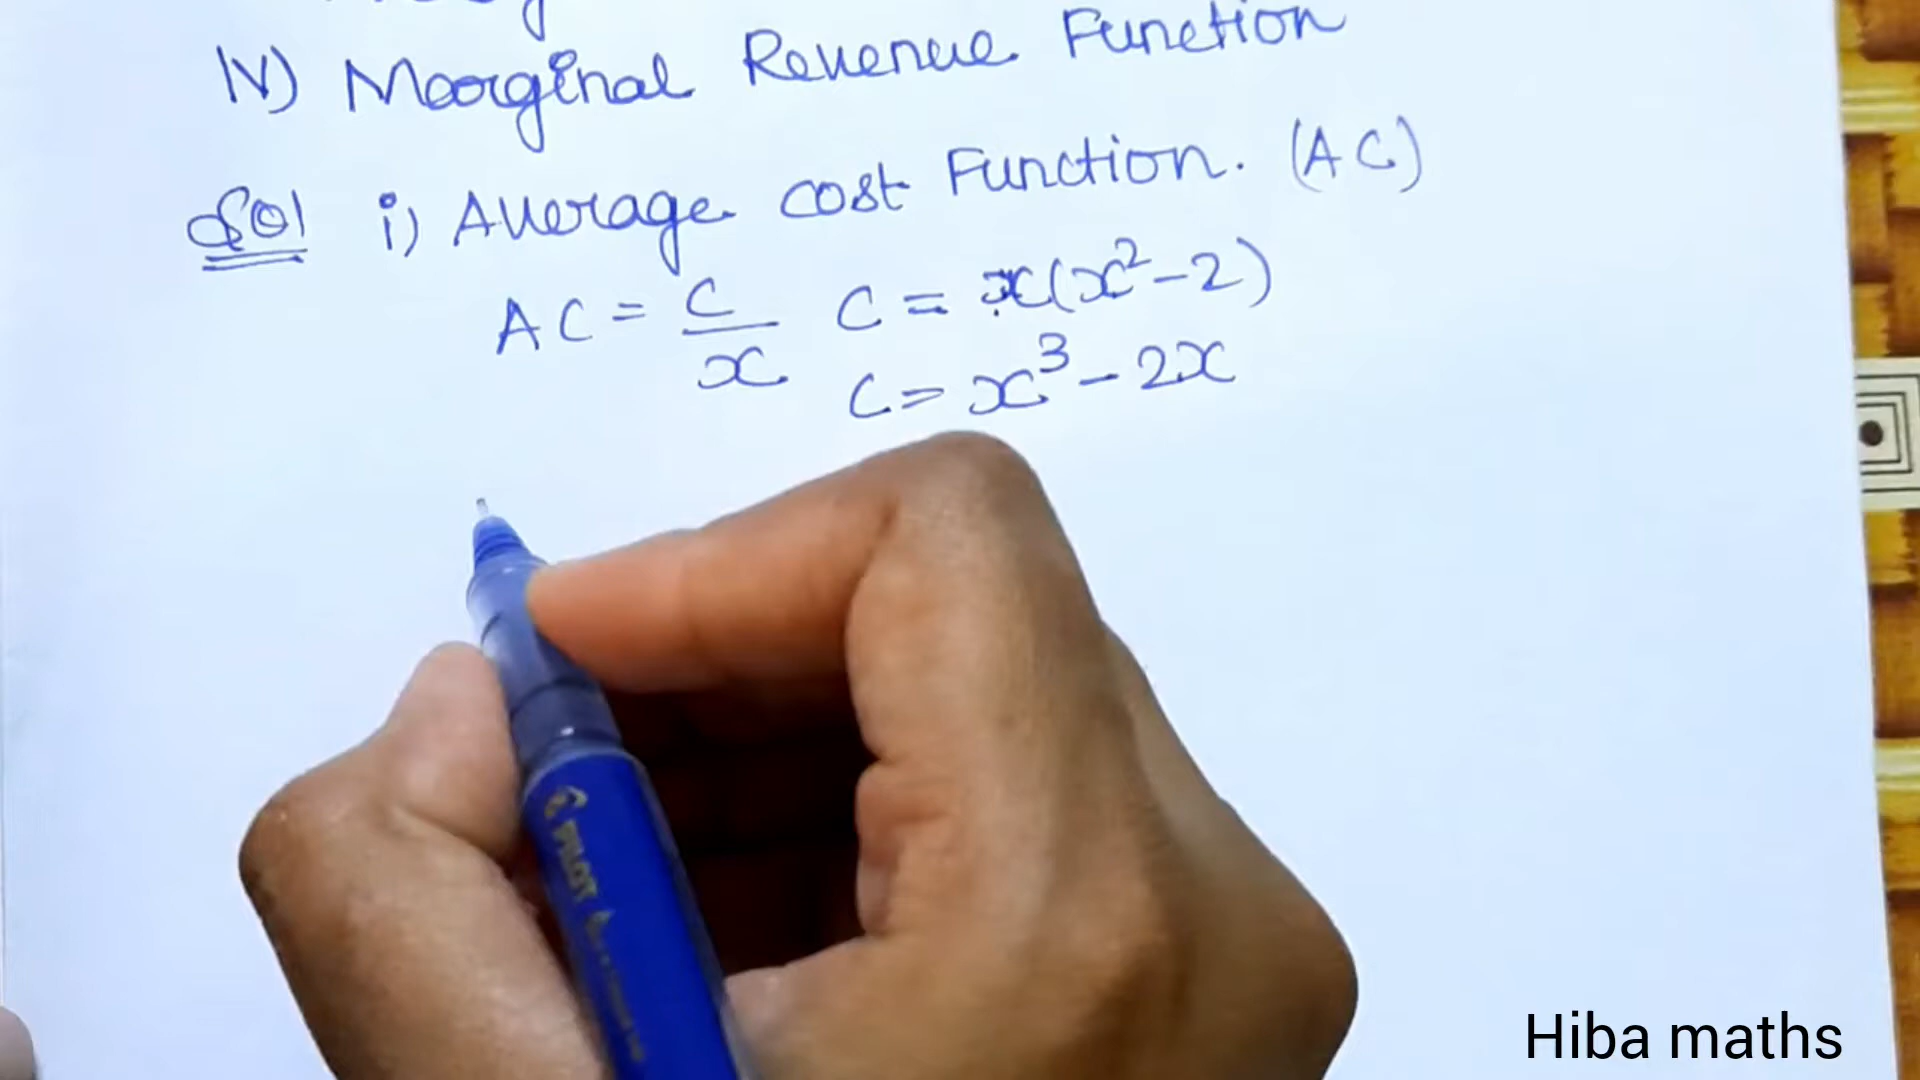 IV) Marginal Revenue Function
Sol i) Average cost Function. (AC)
AC = C/x C = x(x²-2)
C = x³ - 2x
PILOT
Hiba maths